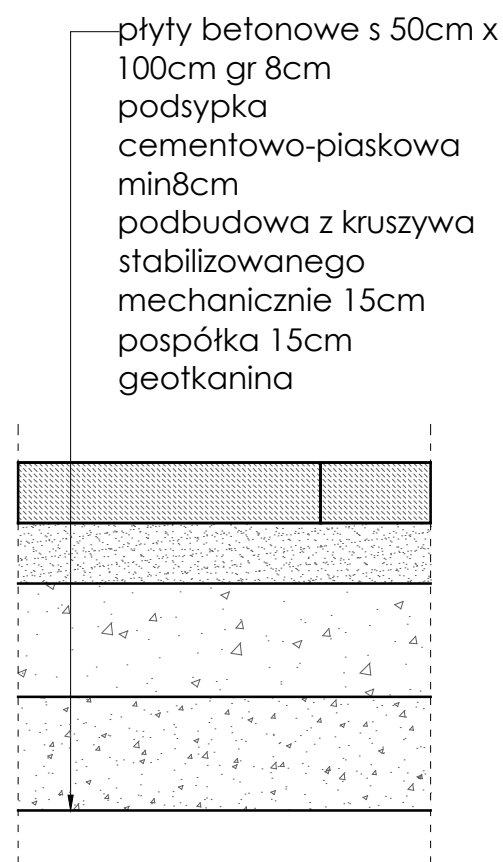 płyty betonowe s 50cm x
100cm gr 8cm
podsypka
cementowo-piaskowa
min8cm
podbudowa z kruszywa
stabilizowanego
mechanicznie 15cm
pospółka 15cm
geotkanina